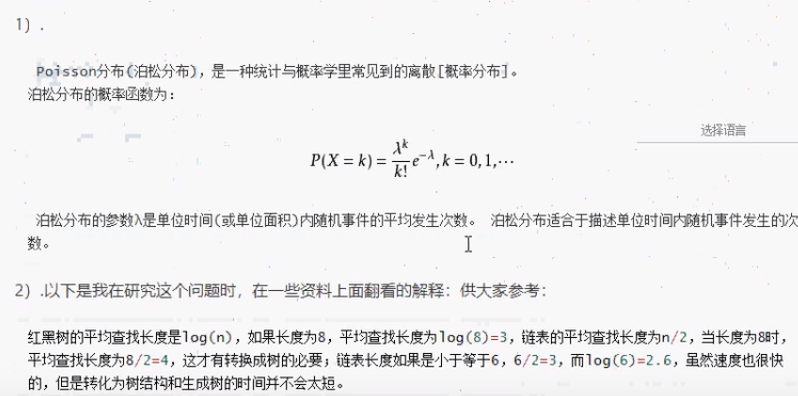 1）.
Poisson分布(泊松分布)，是一种统计与概率学里常见到的离散[概率分布]。
泊松分布的概率函数为：
选择语言
P(X = k) = \frac{λ^k}{k!} e^{-λ}, k = 0,1,⋯
泊松分布的参数λ是单位时间(或单位面积)内随机事件的平均发生次数。 泊松分布适合于描述单位时间内随机事件发生的次
数。
2）.以下是我在研究这个问题时，在一些资料上面翻看的解释：供大家参考：
红黑树的平均查找长度是log(n)，如果长度为8，平均查找长度为log(8)=3，链表的平均查找长度为n/2，当长度为8时，
平均查找长度为8/2=4，这才有转换成树的必要；链表长度如果是小于等于6，6/2=3，而log(6)=2.6，虽然速度也很快
的，但是转化为树结构和生成树的时间并不会太短。